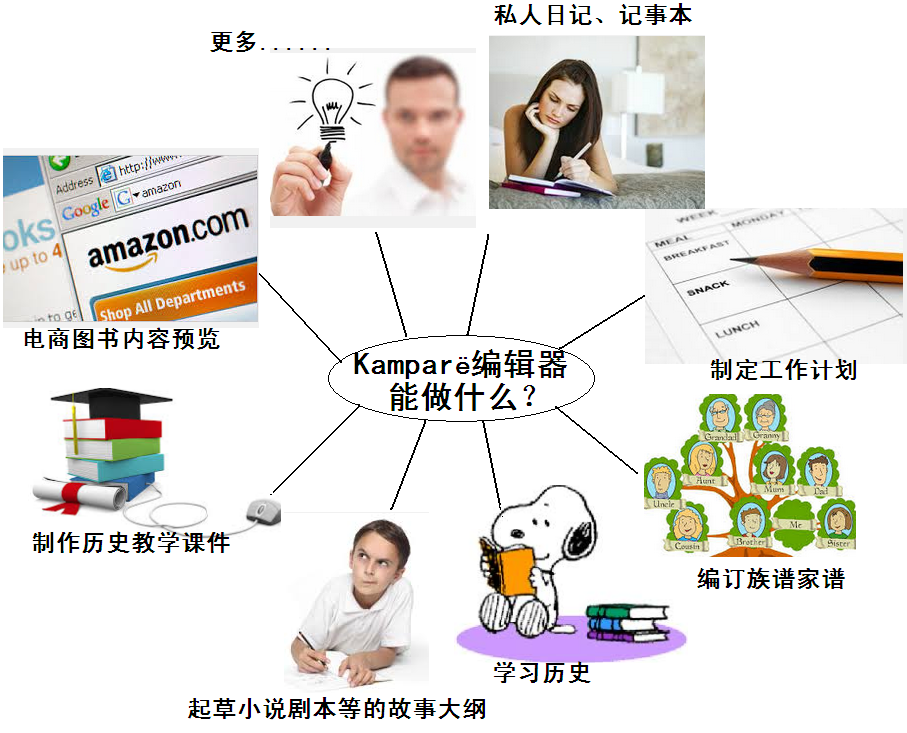 私人日记、记事本
更多......
Address http://www
Google G amazon
amazon.com
Shop All Departments
oks
up to 4
WEEK MONDAY
MEAL
BREAKFAST
SNACK
LUNCH
电商图书内容预览
Kamparë编辑器
能做什么？
制定工作计划
Grandad Granny
Aunt Mum Dad
Uncle
Cousin Brother Me Sister
制作历史教学课件
编订族谱家谱
学习历史
起草小说剧本等的故事大纲